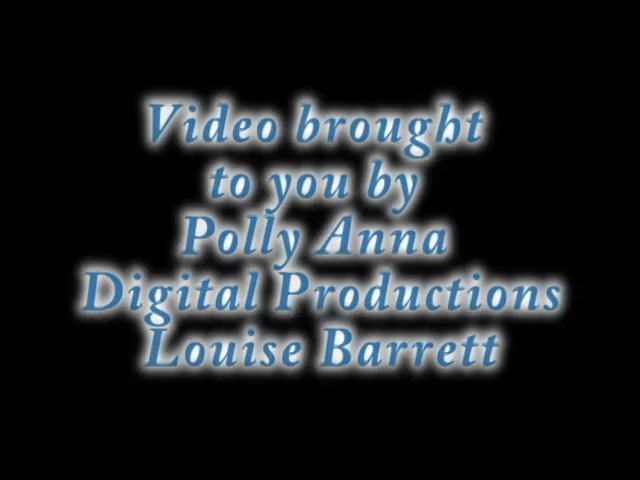 Video brought
to you by
Polly Anna
Digital Productions
Louise Barrett